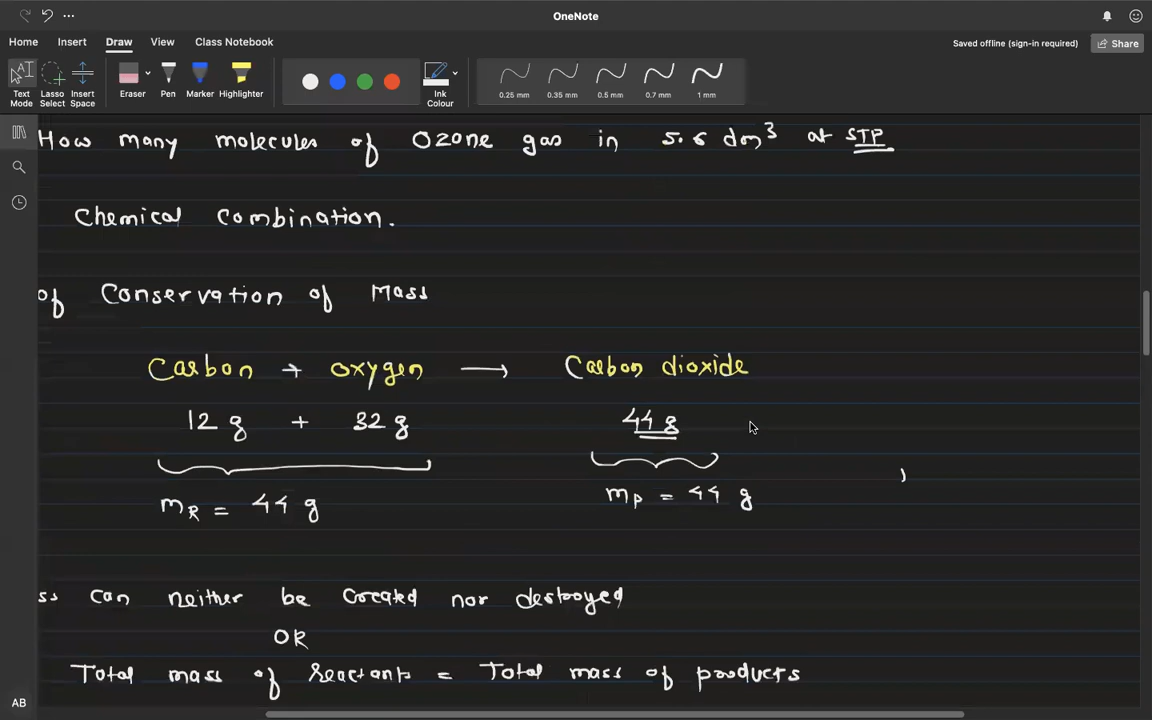 OneNote
Home Insert Draw View Class Notebook
Saved offline (sign-in required) Share
Text Mode Lasso Select Insert Space Eraser Pen Marker Highlighter Ink Colour 0.25 mm 0.35 mm 0.5 mm 0.7 mm 1 mm
How many molecules of Ozone gas in 5.6 dm³ at STP
Chemical Combination.
of Conservation of Mass
Carbon + oxygen → Carbon dioxide
12 g + 32 g 44 g
mR = 44 g mP = 44 g
ss can neither be Created nor destroyed
OR
Total mass of reactants = Total mass of products
AB